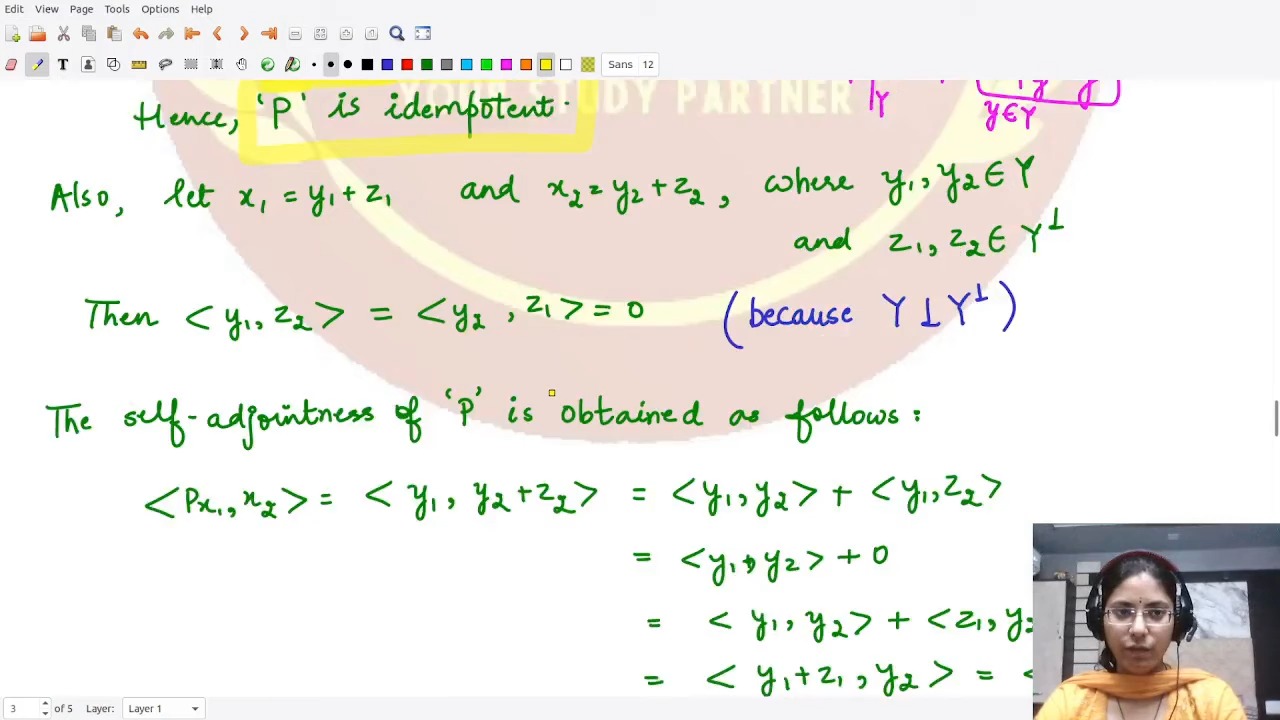 Edit View Page Tools Options Help
Sans 12
YOUR STUDY PARTNER
Hence, 'P' is idempotent.
y∈Y
Also, let x₁ = y₁ + z₁ and x₂ = y₂ + z₂, where y₁, y₂ ∈ Y
and z₁, z₂ ∈ Y⊥
Then <y₁, z₂> = <y₂, z₁> = 0 (because Y ⊥ Y⊥)
The self-adjointness of 'P' is obtained as follows:
<Px₁, x₂> = <y₁, y₂ + z₂> = <y₁, y₂> + <y₁, z₂>
= <y₁, y₂> + 0
= <y₁, y₂> + <z₁, y₂
= <y₁ + z₁, y₂> = <
3 of 5 Layer: Layer 1